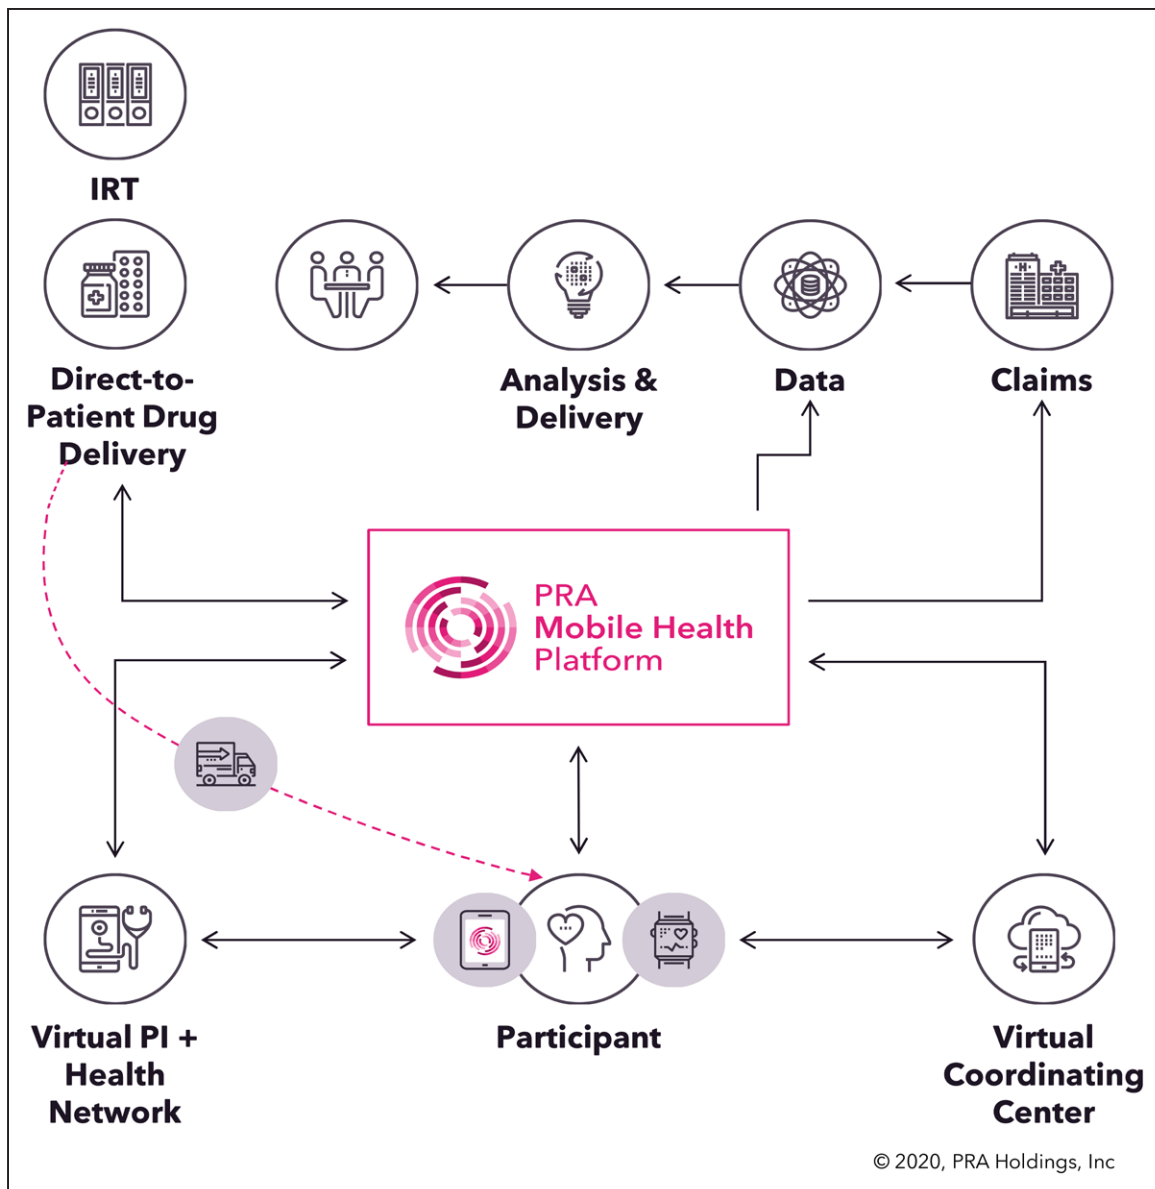 IRT
Direct-to-
Patient Drug
Delivery
Analysis &
Delivery
Data
Claims
PRA
Mobile Health
Platform
Virtual PI +
Health
Network
Participant
Virtual
Coordinating
Center
© 2020, PRA Holdings, Inc